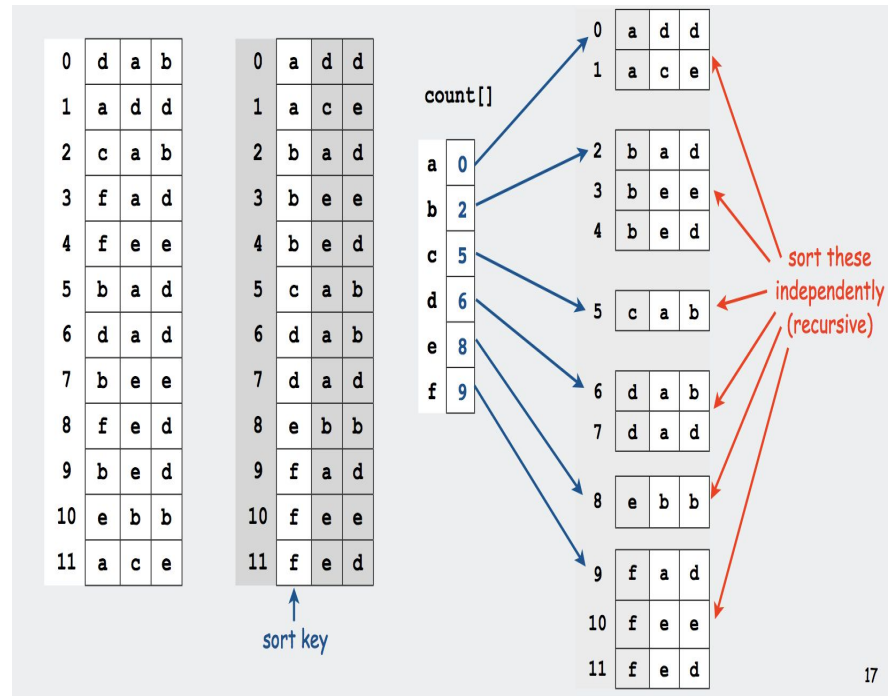 0 d a b
1 a d d
2 c a b
3 f a d
4 f e e
5 b a d
6 d a d
7 b e e
8 f e d
9 b e d
10 e b b
11 a c e
0 a d d
1 a c e
2 b a d
3 b e e
4 b e d
5 c a b
6 d a b
7 d a d
8 e b b
9 f a d
10 f e e
11 f e d
sort key
count[]
a 0
b 2
c 5
d 6
e 8
f 9
0 a d d
1 a c e
2 b a d
3 b e e
4 b e d
5 c a b
6 d a b
7 d a d
8 e b b
9 f a d
10 f e e
11 f e d
sort these
independently
(recursive)
17